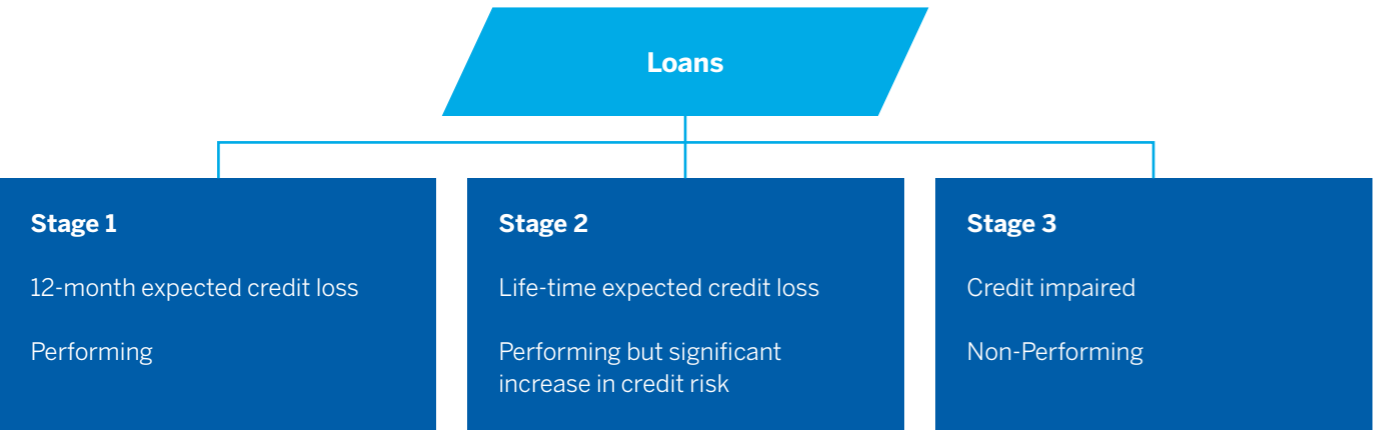 Loans
Stage 1
12-month expected credit loss
Performing
Stage 2
Life-time expected credit loss
Performing but significant
increase in credit risk
Stage 3
Credit impaired
Non-Performing